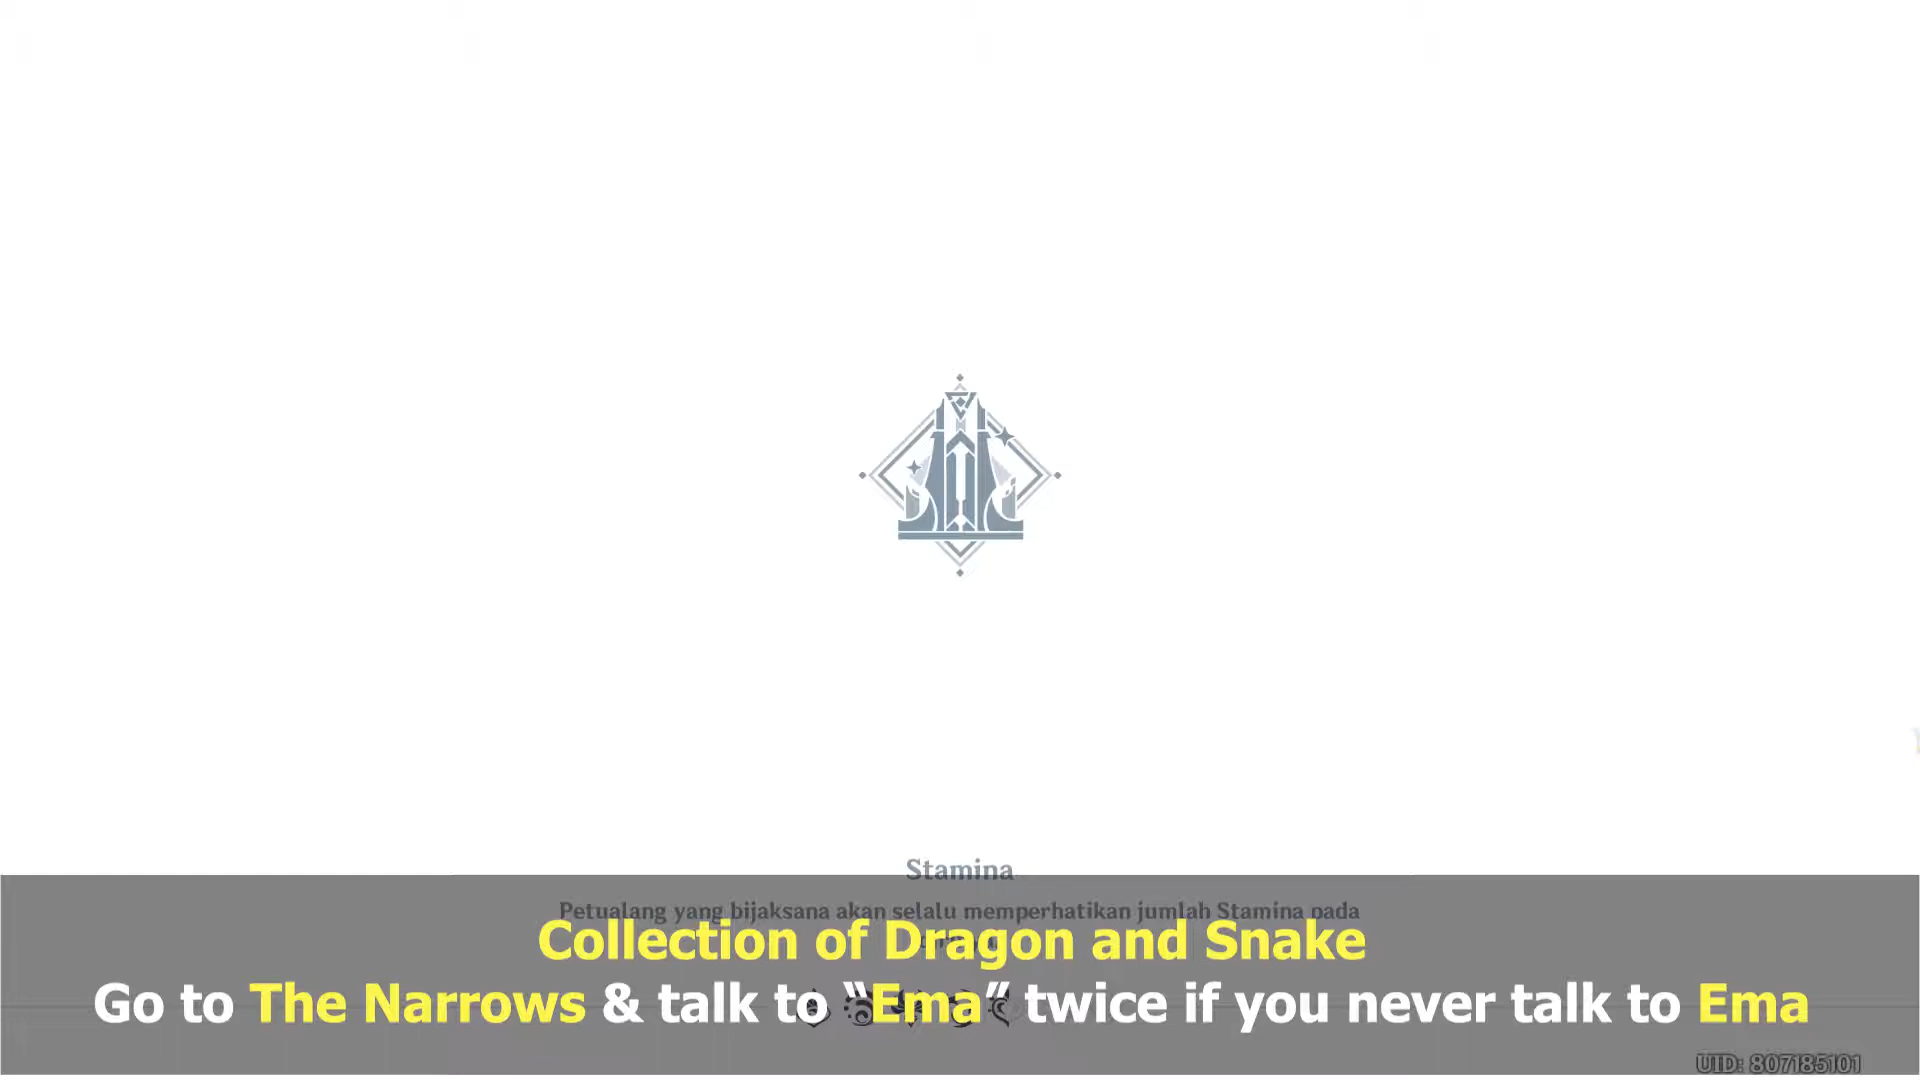 Stamina
Petualang yang bijaksana akan selalu memperhatikan jumlah Stamina pada
Collection of Dragon and Snake
Go to The Narrows & talk to “Ema” twice if you never talk to Ema
UID: 807185101